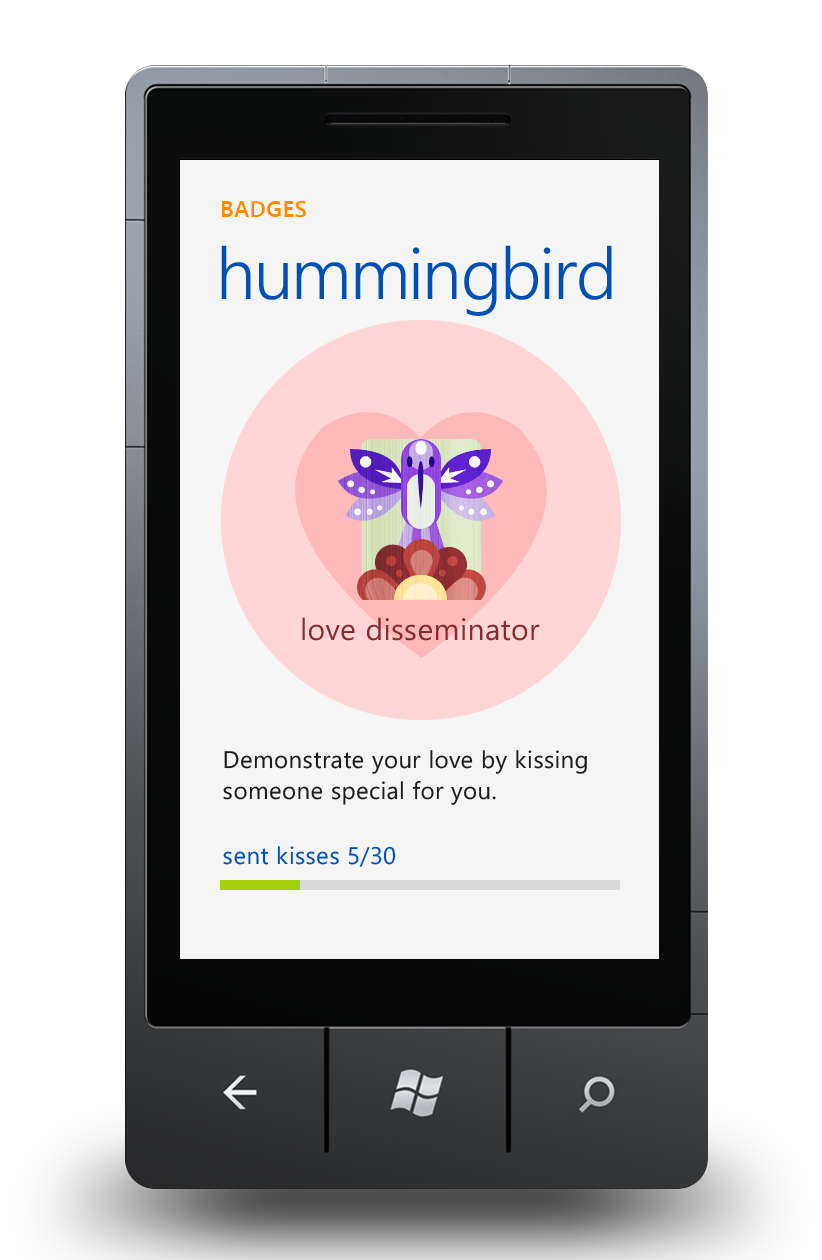 BADGES
hummingbird
love disseminator
Demonstrate your love by kissing
someone special for you.
sent kisses 5/30